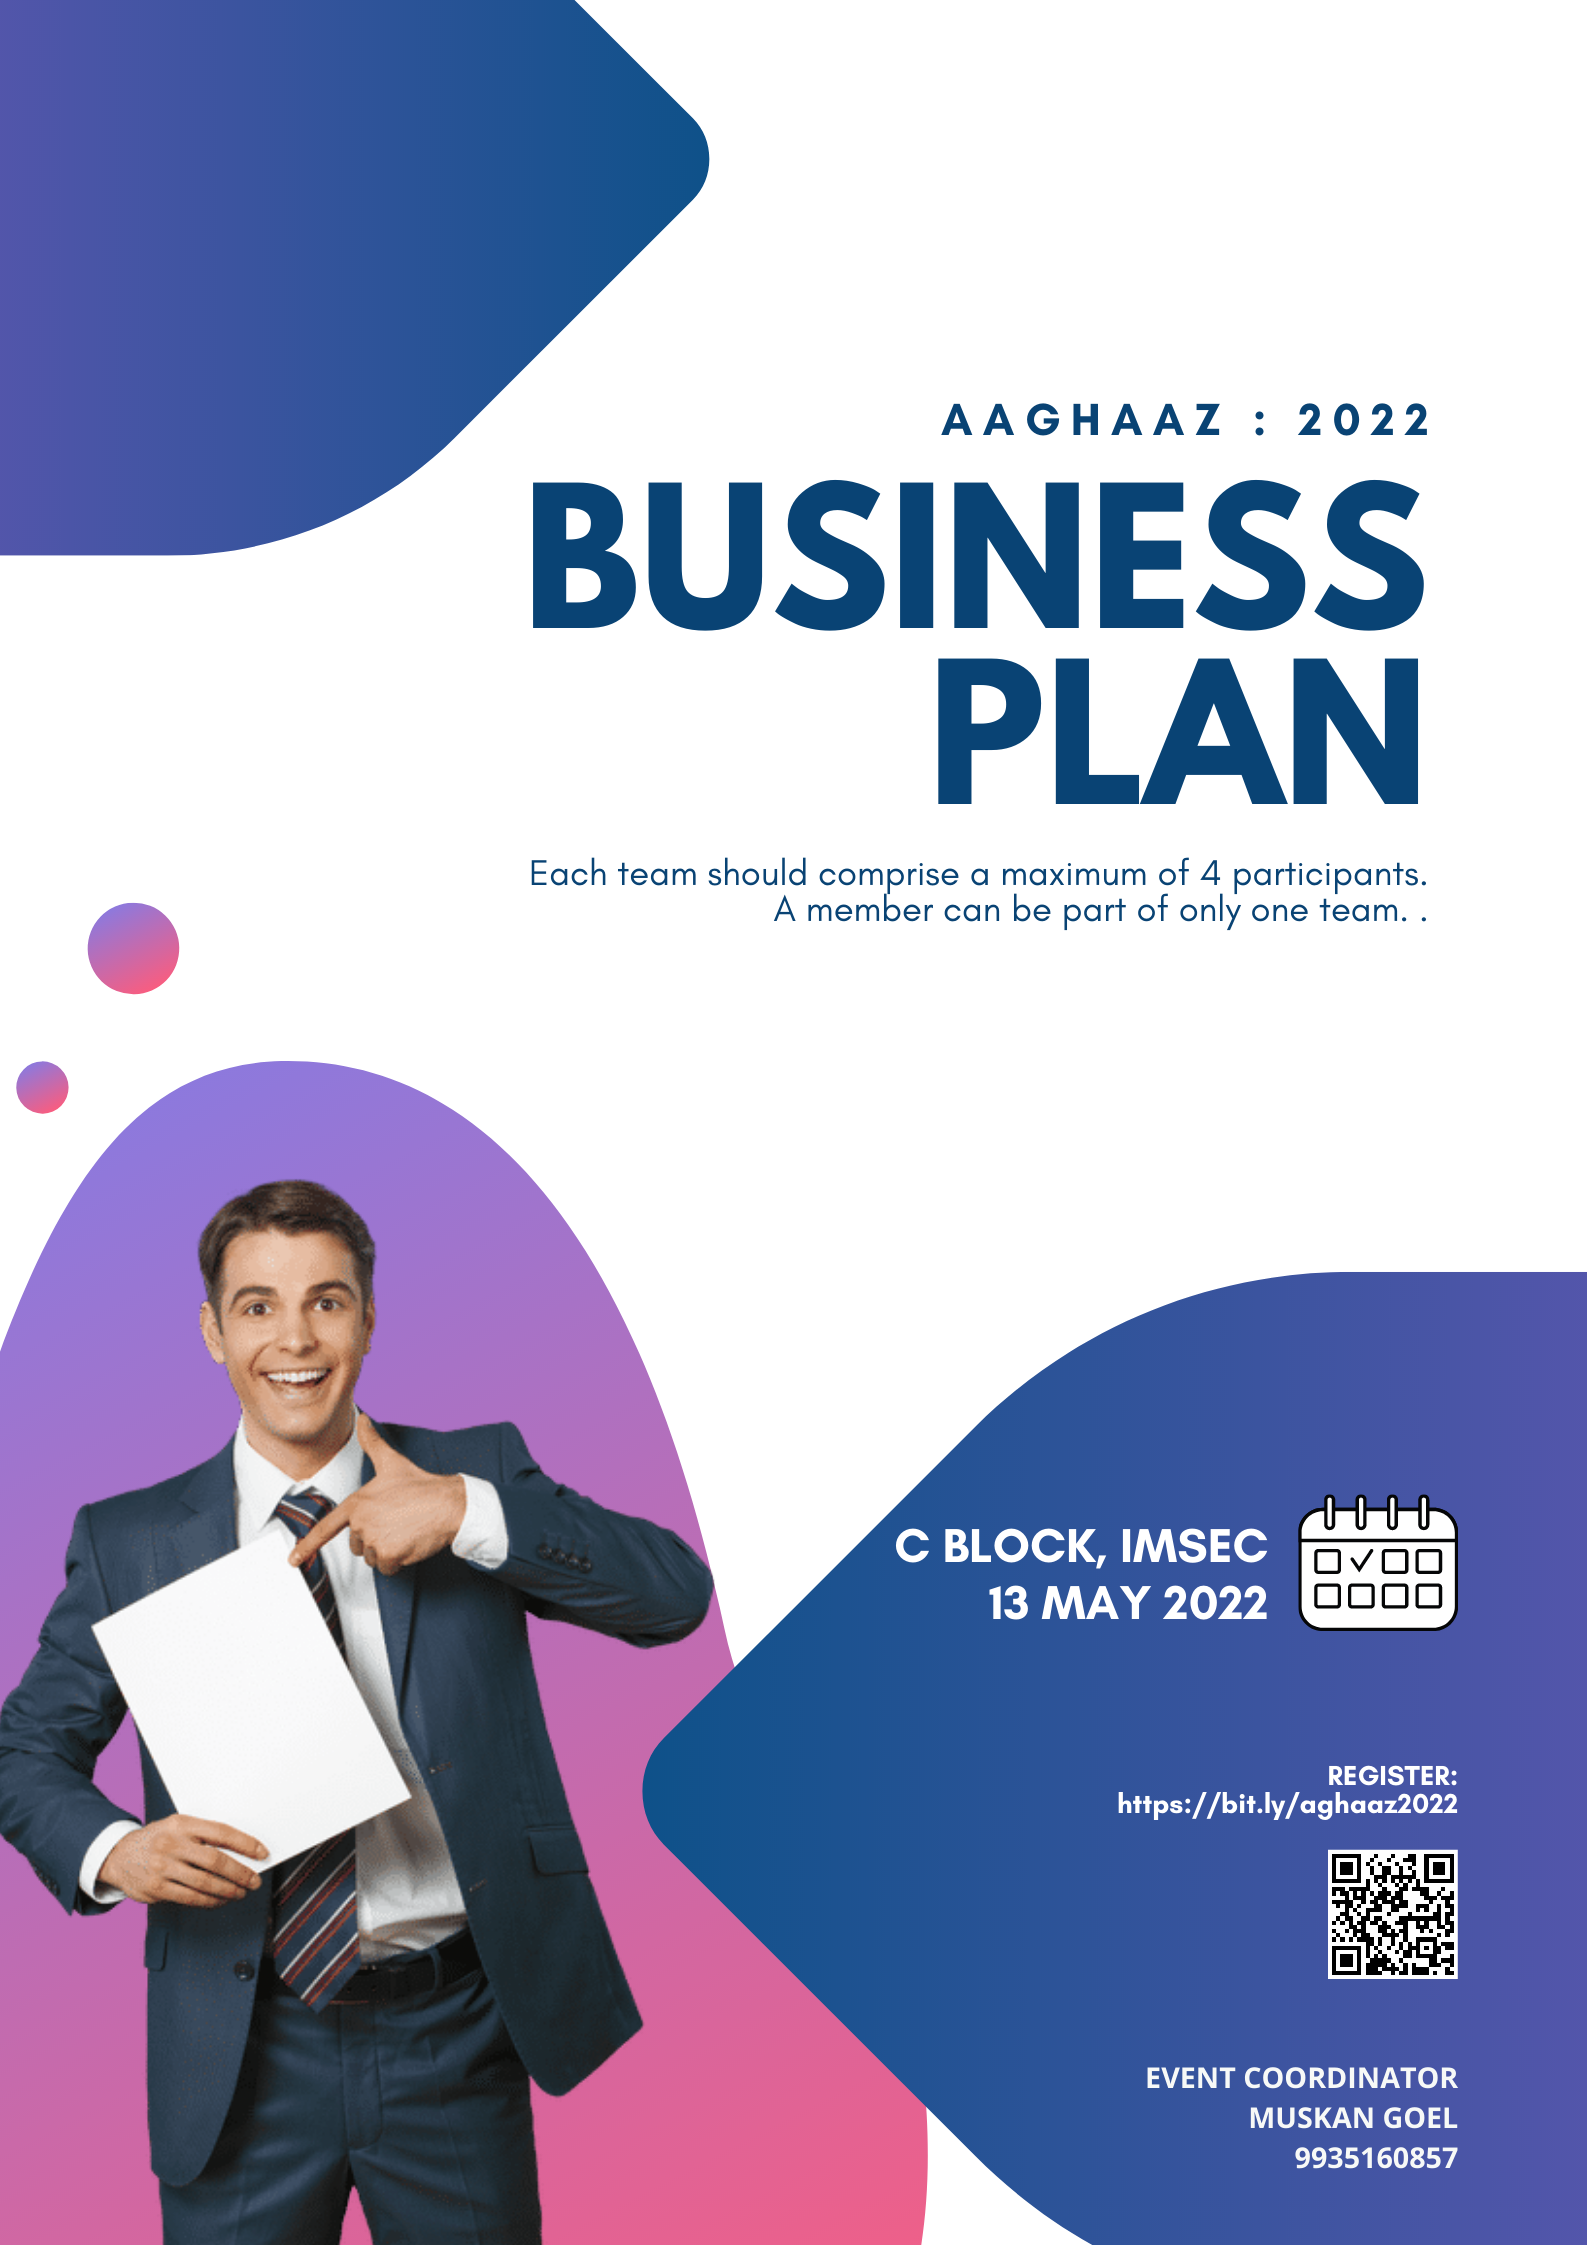 AAGHAAZ : 2022
BUSINESS
PLAN
Each team should comprise a maximum of 4 participants.
A member can be part of only one team. .
C BLOCK, IMSEC
13 MAY 2022
REGISTER:
https://bit.ly/aghaaz2022
EVENT COORDINATOR
MUSKAN GOEL
9935160857